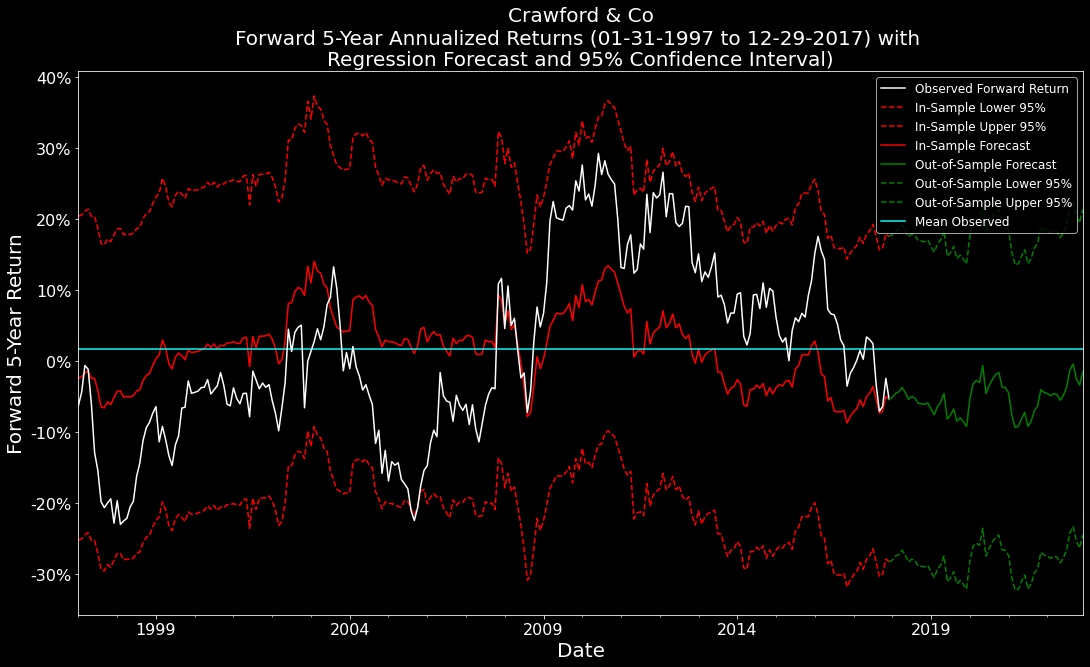 Crawford & Co
Forward 5-Year Annualized Returns (01-31-1997 to 12-29-2017) with
Regression Forecast and 95% Confidence Interval)
Forward 5-Year Return
40%
30%
20%
10%
0%
-10%
-20%
-30%
Observed Forward Return
In-Sample Lower 95%
In-Sample Upper 95%
In-Sample Forecast
Out-of-Sample Forecast
Out-of-Sample Lower 95%
Out-of-Sample Upper 95%
Mean Observed
1999
2004
2009
2014
2019
Date